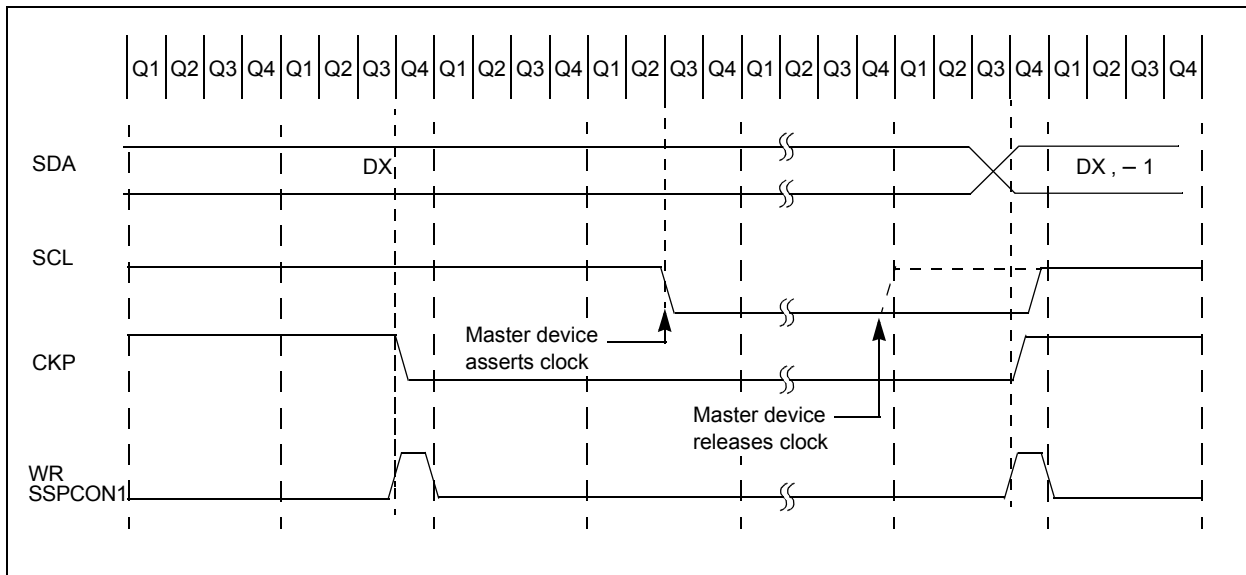 Q1 Q2 Q3 Q4 Q1 Q2 Q3 Q4 Q1 Q2 Q3 Q4 Q1 Q2 Q3 Q4 Q1 Q2 Q3 Q4 Q1 Q2 Q3 Q4 Q1 Q2 Q3 Q4
SDA
DX
DX , – 1
SCL
Master device
asserts clock
CKP
Master device
releases clock
WR
SSPCON1